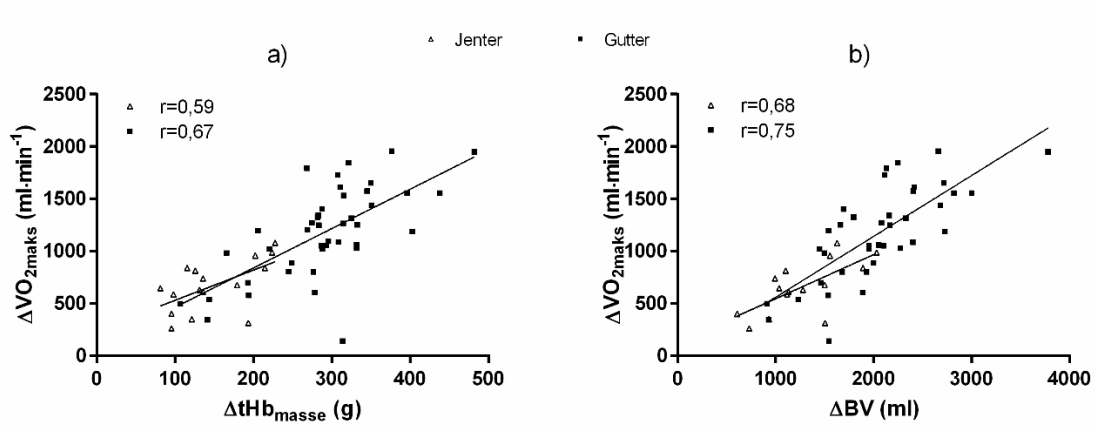 Jenter Gutter
a) b)
r=0,59
r=0,67
r=0,68
r=0,75
2500
2000
1500
1000
500
0
ΔVO2maks (ml·min-1)
0 100 200 300 400 500
ΔtHbmasse (g)
2500
2000
1500
1000
500
0
ΔVO2maks (ml·min-1)
0 1000 2000 3000 4000
ΔBV (ml)